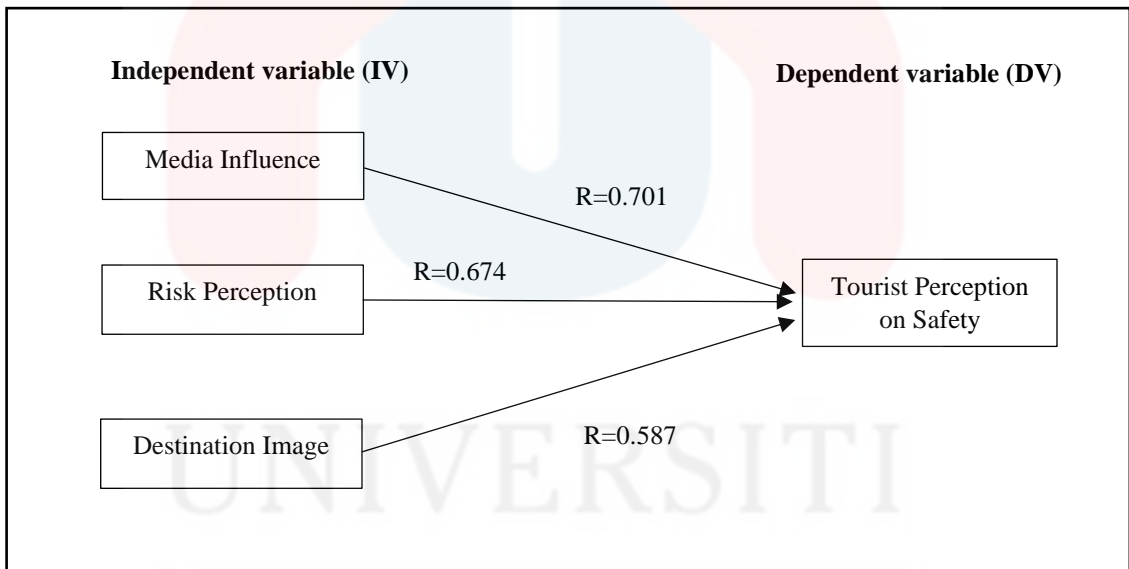 Independent variable (IV)
Dependent variable (DV)
Media Influence
R=0.701
Risk Perception
R=0.674
Tourist Perception
on Safety
Destination Image
R=0.587
UNIVERSITI